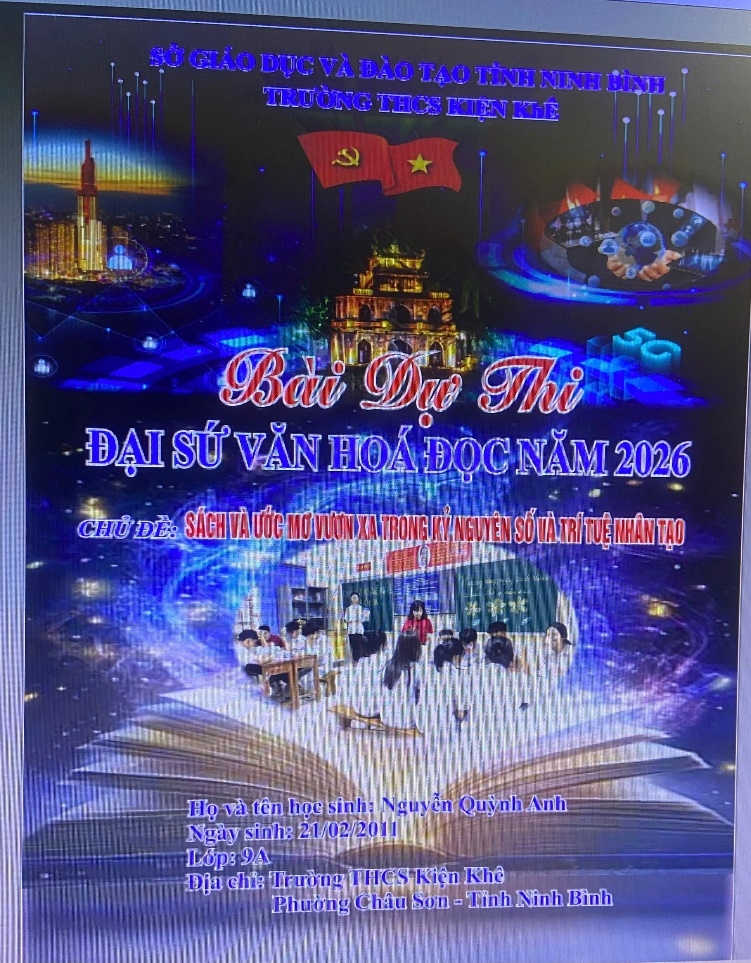 SỞ GIÁO DỤC VÀ ĐÀO TẠO TỈNH NINH BÌNH
TRƯỜNG THCS KIỆN KHÊ
5G
Bài Dự Thi
ĐẠI SỨ VĂN HOÁ ĐỌC NĂM 2026
CHỦ ĐỀ: SÁCH VÀ ƯỚC MƠ VƯƠN XA TRONG KỶ NGUYÊN SỐ VÀ TRÍ TUỆ NHÂN TẠO
Họ và tên học sinh: Nguyễn Quỳnh Anh
Ngày sinh: 21/02/2011
Lớp: 9A
Địa chỉ: Trường THCS Kiện Khê
Phường Châu Sơn - Tỉnh Ninh Bình